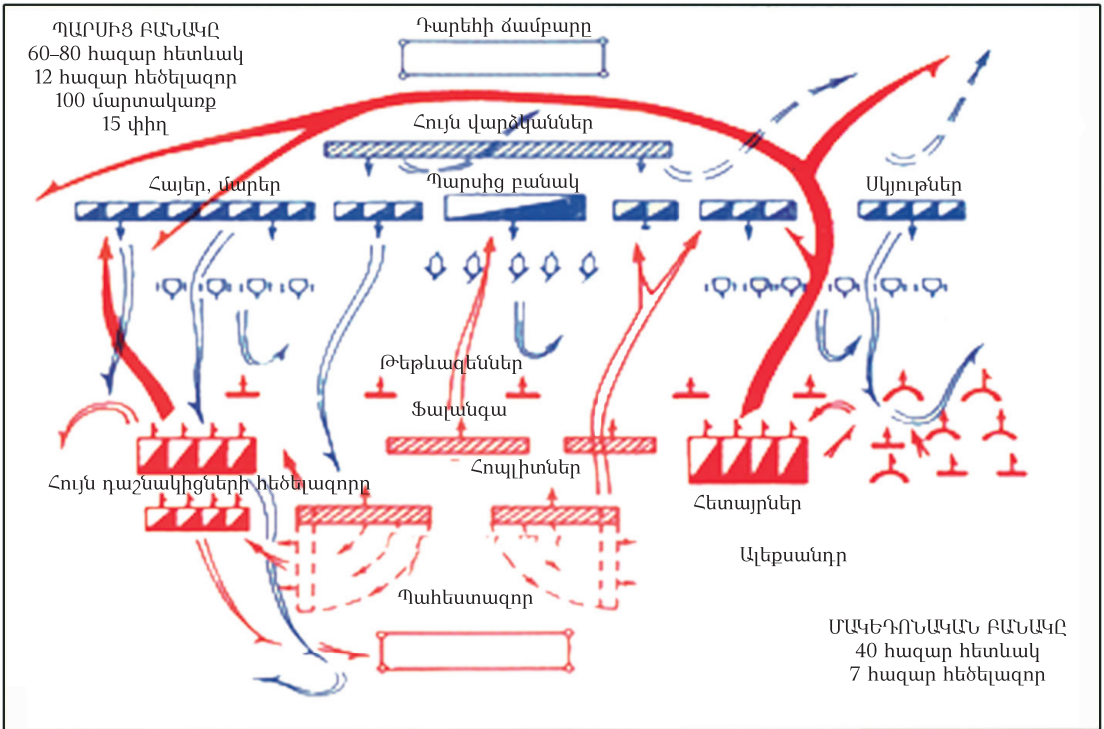 ՊԱՐՍԻՑ ԲԱՆԱԿԸ
60–80 հազար հետևակ
12 հազար հեծելազոր
100 մարտակառք
15 փիղ
Դարեհի ճամբարը
Հույն վարձկաններ
Հայեր, մարեր
Պարսից բանակ
Սկյութներ
Թեթևազեններ
Ֆալանգա
Հոպլիտներ
Հույն դաշնակիցների հեծելազորը
Հետայրներ
Ալեքսանդր
Պահեստազոր
ՄԱԿԵԴՈՆԱԿԱՆ ԲԱՆԱԿԸ
40 հազար հետևակ
7 հազար հեծելազոր